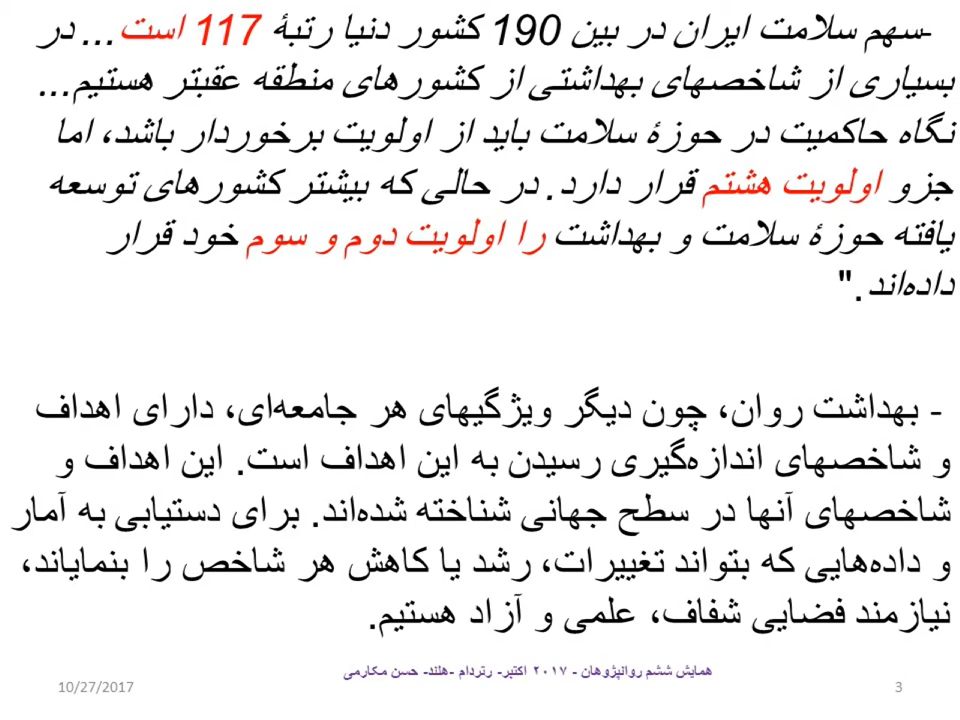 -سهم سلامت ایران در بین 190 کشور دنیا رتبۀ 117 است... در
بسیاری از شاخصهای بهداشتی از کشورهای منطقه عقبتر هستیم...
نگاه حاکمیت در حوزۀ سلامت باید از اولویت برخوردار باشد، اما
جزو اولویت هشتم قرار دارد. در حالی که بیشتر کشورهای توسعه
یافته حوزۀ سلامت و بهداشت را اولویت دوم و سوم خود قرار
داده‌اند."
- بهداشت روان، چون دیگر ویژگیهای هر جامعه‌ای، دارای اهداف
و شاخصهای اندازه‌گیری رسیدن به این اهداف است. این اهداف و
شاخصهای آنها در سطح جهانی شناخته شده‌اند. برای دستیابی به آمار
و داده‌هایی که بتواند تغییرات، رشد یا کاهش هر شاخص را بنمایاند،
نیازمند فضایی شفاف، علمی و آزاد هستیم.
همایش ششم روانپژوهان - ۲۰۱۷ اکتبر- رتردام -هلند- حسن مکارمی
10/27/2017
3